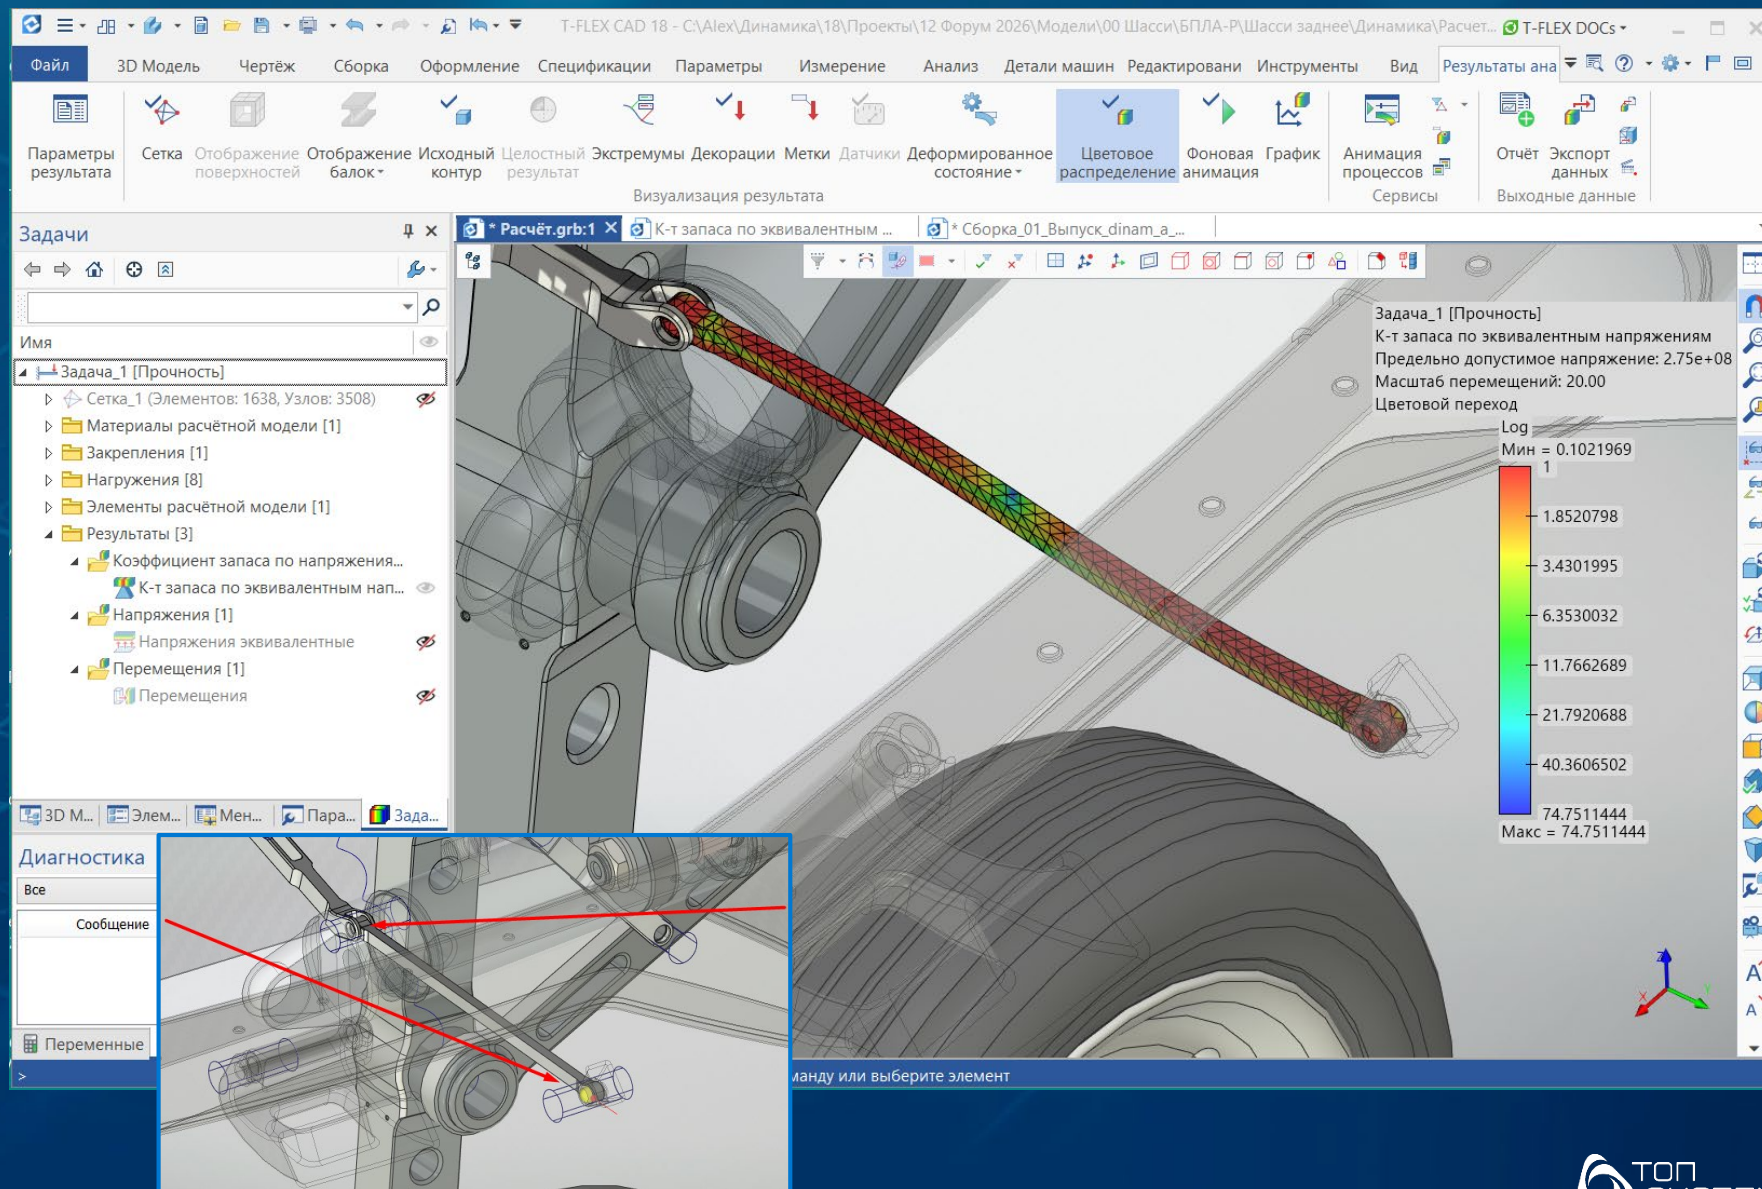 T-FLEX CAD 18 - C:\Alex\Динамика\18\Проекты\12 Форум 2026\Модели\00 Шасси\БПЛА-Р\Шасси заднее\Динамика\Расчет...
T-FLEX DOCs
Файл 3D Модель Чертёж Сборка Оформление Спецификации Параметры Измерение Анализ Детали машин Редактировани Инструменты Вид Результаты ана
Параметры результата
Сетка
Отображение поверхностей
Отображение балок
Исходный контур
Целостный результат
Экстремумы
Декорации
Метки
Датчики
Деформированное состояние
Цветовое распределение
Фоновая анимация
График
Анимация процессов
Отчёт
Экспорт данных
Визуализация результата
Сервисы
Выходные данные
Задачи
* Расчёт.grb:1
К-т запаса по эквивалентным ...
* Сборка_01_Выпуск_dinam_a_...
Имя
Задача_1 [Прочность]
Сетка_1 (Элементов: 1638, Узлов: 3508)
Материалы расчётной модели [1]
Закрепления [1]
Нагружения [8]
Элементы расчётной модели [1]
Результаты [3]
Коэффициент запаса по напряжения...
К-т запаса по эквивалентным нап...
Напряжения [1]
Напряжения эквивалентные
Перемещения [1]
Перемещения
3D М... Элем... Мен... Пара... Зада...
Диагностика
Все
Сообщение
Переменные
>
Задача_1 [Прочность]
К-т запаса по эквивалентным напряжениям
Предельно допустимое напряжение: 2.75e+08
Масштаб перемещений: 20.00
Цветовой переход
Log
Мин = 0.1021969
1
1.8520798
3.4301995
6.3530032
11.7662689
21.7920688
40.3606502
74.7511444
Макс = 74.7511444
Z
X
Y
манду или выберите элемент
ТОП